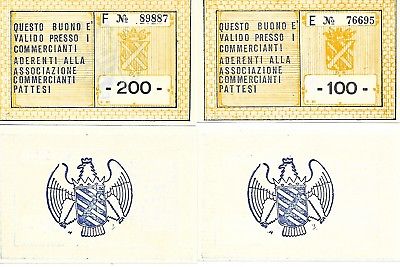 QUESTO BUONO E'
VALIDO PRESSO I
COMMERCIANTI
ADERENTI ALLA
ASSOCIAZIONE
COMMERCIANTI
PATTESI
F № 89887
- 200 -
QUESTO BUONO E'
VALIDO PRESSO I
COMMERCIANTI
ADERENTI ALLA
ASSOCIAZIONE
COMMERCIANTI
PATTESI
E № 76695
- 100 -